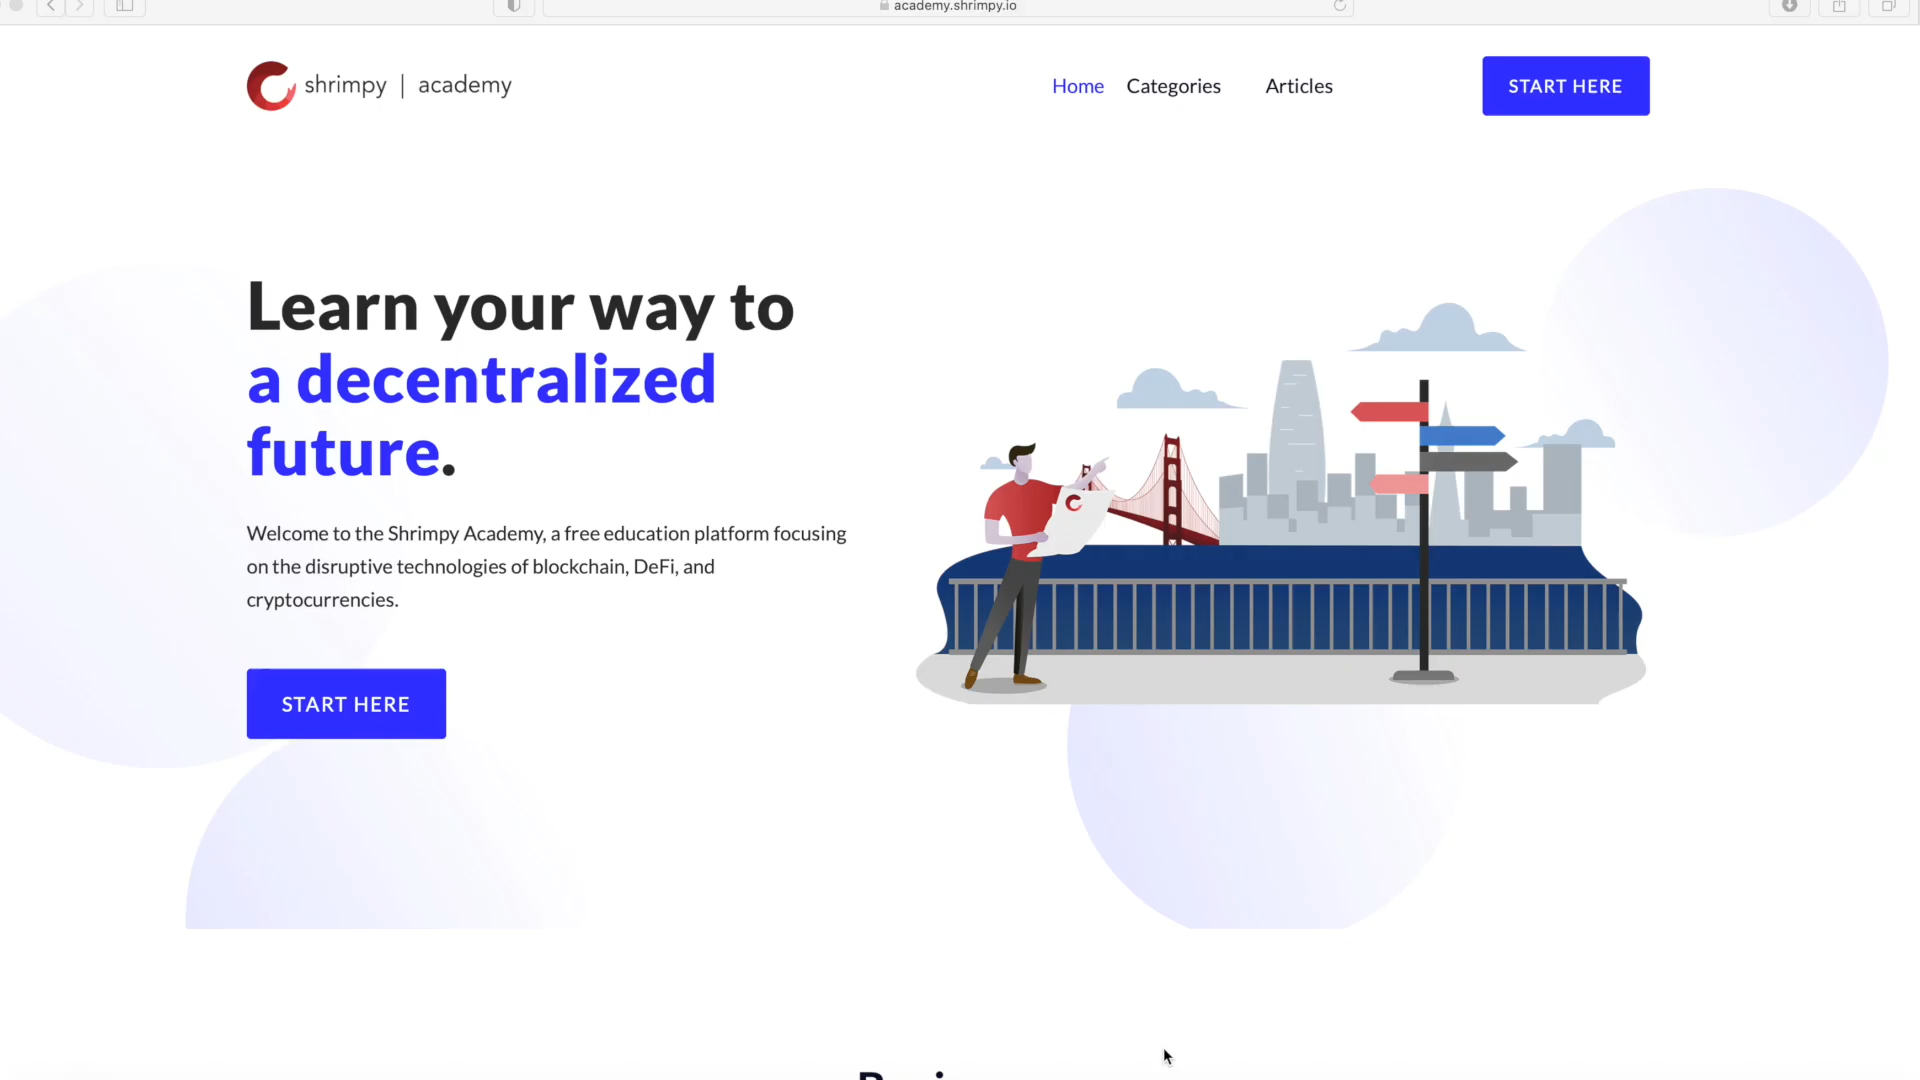 academy.shrimpy.io
shrimpy | academy
Home
Categories
Articles
START HERE
Learn your way to
a decentralized
future.
Welcome to the Shrimpy Academy, a free education platform focusing
on the disruptive technologies of blockchain, DeFi, and
cryptocurrencies.
START HERE